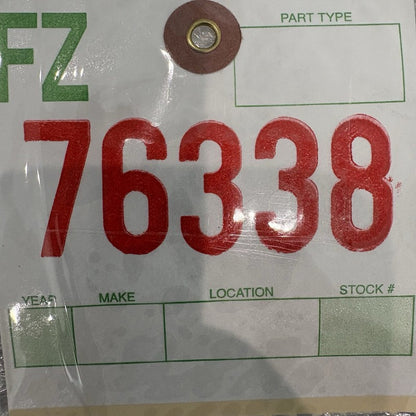 PART TYPE
FZ
76338
YEAR MAKE LOCATION STOCK #